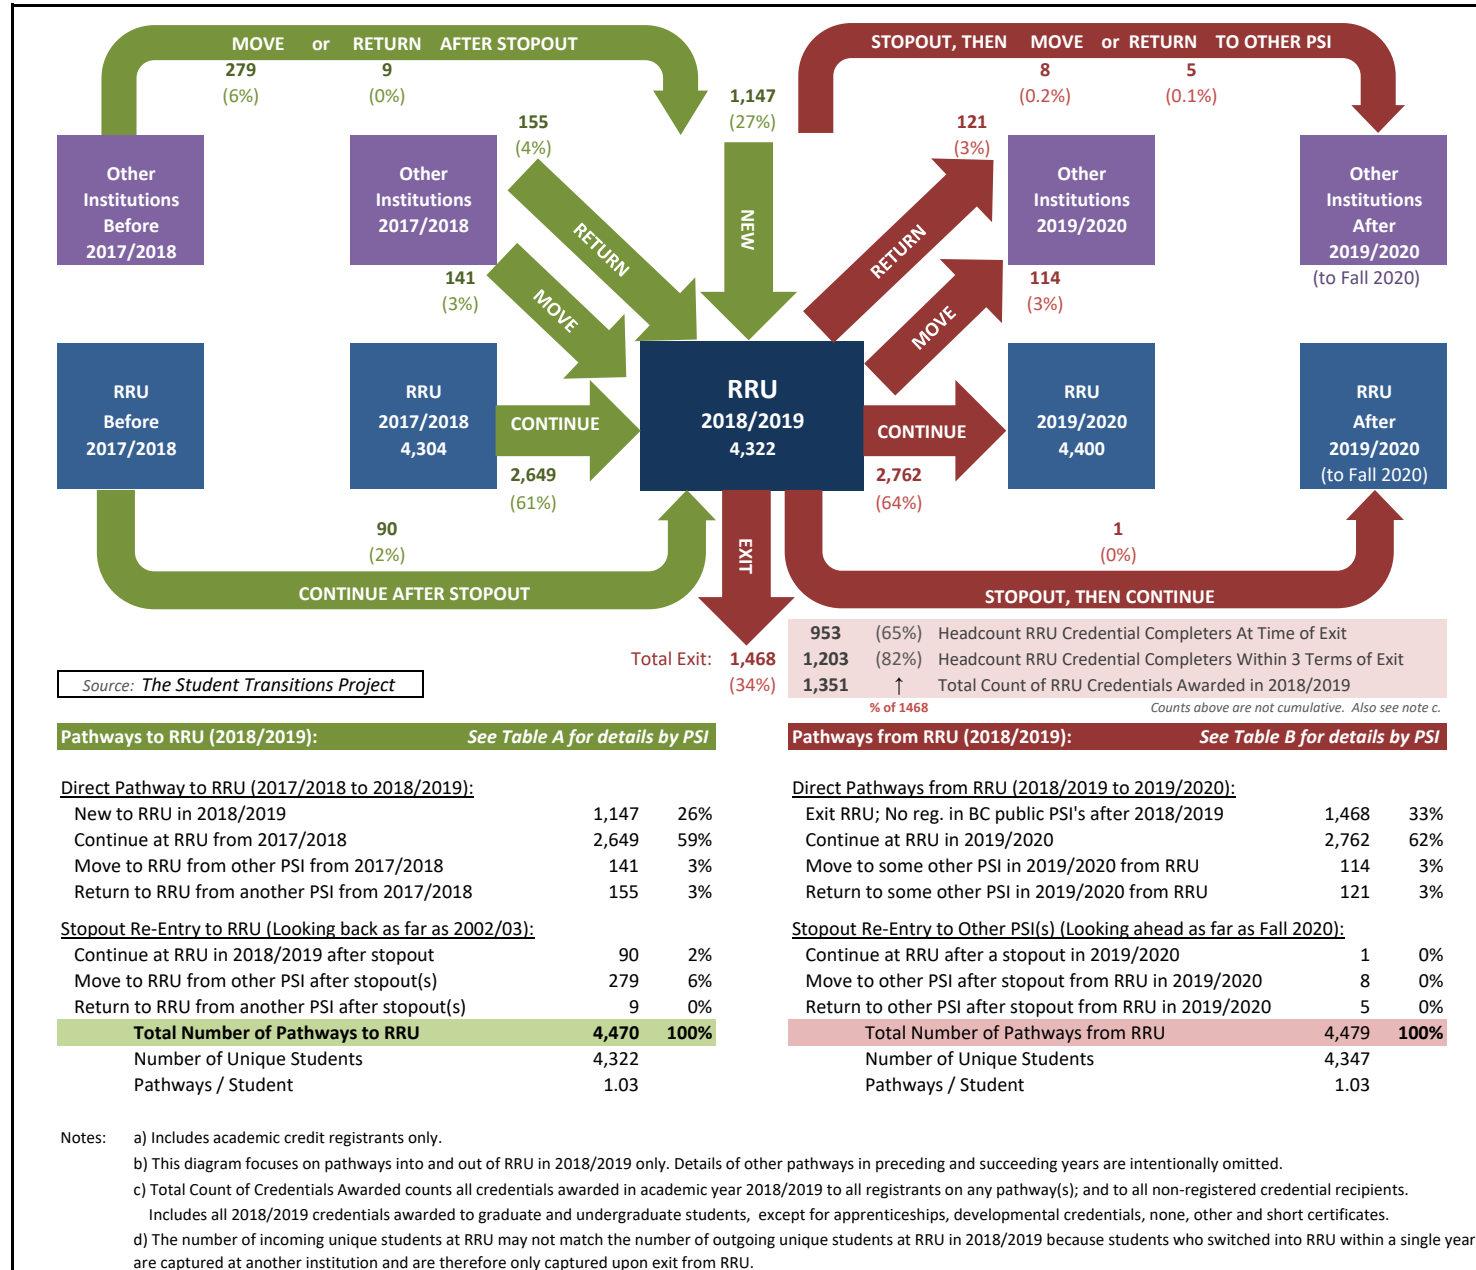 MOVE or RETURN AFTER STOPOUT
279 9
(6%) (0%)
STOPOUT, THEN MOVE or RETURN TO OTHER PSI
8 5
(0.2%) (0.1%)
1,147
(27%)
155
(4%)
121
(3%)
Other
Institutions
Before
2017/2018
Other
Institutions
2017/2018
NEW
Other
Institutions
2019/2020
Other
Institutions
After
2019/2020
(to Fall 2020)
RETURN
RETURN
141
(3%)
MOVE
MOVE
114
(3%)
RRU
Before
2017/2018
RRU
2017/2018
4,304
CONTINUE
2,649
(61%)
RRU
2018/2019
4,322
CONTINUE
2,762
(64%)
RRU
2019/2020
4,400
RRU
After
2019/2020
(to Fall 2020)
90
(2%)
CONTINUE AFTER STOPOUT
EXIT
1
(0%)
STOPOUT, THEN CONTINUE
Total Exit: 1,468
(34%)
953 (65%) Headcount RRU Credential Completers At Time of Exit
1,203 (82%) Headcount RRU Credential Completers Within 3 Terms of Exit
1,351 ↑ Total Count of RRU Credentials Awarded in 2018/2019
% of 1468 Counts above are not cumulative. Also see note c.
Source: The Student Transitions Project
Pathways to RRU (2018/2019): See Table A for details by PSI
Direct Pathway to RRU (2017/2018 to 2018/2019):
New to RRU in 2018/2019 1,147 26%
Continue at RRU from 2017/2018 2,649 59%
Move to RRU from other PSI from 2017/2018 141 3%
Return to RRU from another PSI from 2017/2018 155 3%
Stopout Re-Entry to RRU (Looking back as far as 2002/03):
Continue at RRU in 2018/2019 after stopout 90 2%
Move to RRU from other PSI after stopout(s) 279 6%
Return to RRU from another PSI after stopout(s) 9 0%
Total Number of Pathways to RRU 4,470 100%
Number of Unique Students 4,322
Pathways / Student 1.03
Pathways from RRU (2018/2019): See Table B for details by PSI
Direct Pathways from RRU (2018/2019 to 2019/2020):
Exit RRU; No reg. in BC public PSI's after 2018/2019 1,468 33%
Continue at RRU in 2019/2020 2,762 62%
Move to some other PSI in 2019/2020 from RRU 114 3%
Return to some other PSI in 2019/2020 from RRU 121 3%
Stopout Re-Entry to Other PSI(s) (Looking ahead as far as Fall 2020):
Continue at RRU after a stopout in 2019/2020 1 0%
Move to other PSI after stopout from RRU in 2019/2020 8 0%
Return to other PSI after stopout from RRU in 2019/2020 5 0%
Total Number of Pathways from RRU 4,479 100%
Number of Unique Students 4,347
Pathways / Student 1.03
Notes: a) Includes academic credit registrants only.
b) This diagram focuses on pathways into and out of RRU in 2018/2019 only. Details of other pathways in preceding and succeeding years are intentionally omitted.
c) Total Count of Credentials Awarded counts all credentials awarded in academic year 2018/2019 to all registrants on any pathway(s); and to all non-registered credential recipients.
Includes all 2018/2019 credentials awarded to graduate and undergraduate students, except for apprenticeships, developmental credentials, none, other and short certificates.
d) The number of incoming unique students at RRU may not match the number of outgoing unique students at RRU in 2018/2019 because students who switched into RRU within a single year
are captured at another institution and are therefore only captured upon exit from RRU.